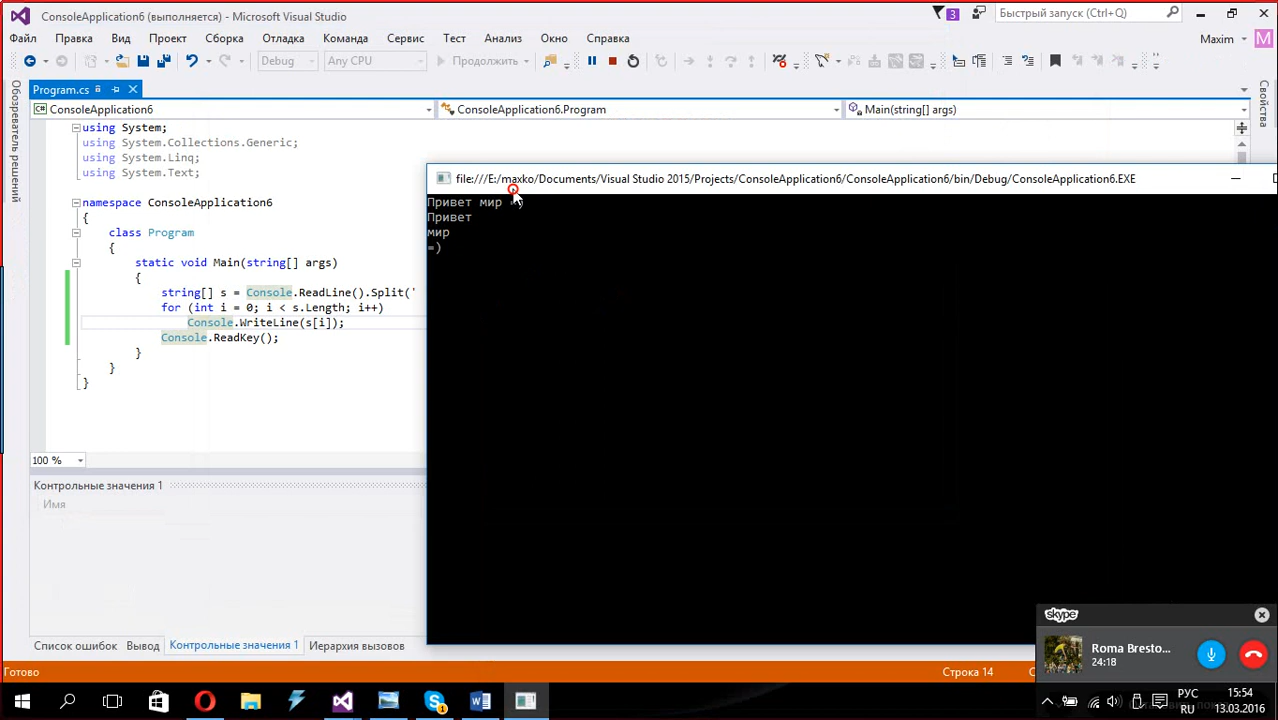 ConsoleApplication6 (выполняется) - Microsoft Visual Studio
3
Быстрый запуск (Ctrl+Q)
Файл Правка Вид Проект Сборка Отладка Команда Сервис Тест Анализ Окно Справка
Maxim M
Debug Any CPU Продолжить
Обозреватель решений
Program.cs
Свойства
C# ConsoleApplication6 ConsoleApplication6.Program Main(string[] args)
using System;
using System.Collections.Generic;
using System.Linq;
using System.Text;
namespace ConsoleApplication6
{
class Program
{
static void Main(string[] args)
{
string[] s = Console.ReadLine().Split('
for (int i = 0; i < s.Length; i++)
Console.WriteLine(s[i]);
Console.ReadKey();
}
}
}
100 %
file:///E:/maxko/Documents/Visual Studio 2015/Projects/ConsoleApplication6/ConsoleApplication6/bin/Debug/ConsoleApplication6.EXE
Привет мир =)
Привет
мир
=)
Контрольные значения 1
Имя
Список ошибок Вывод Контрольные значения 1 Иерархия вызовов
Готово
Строка 14
skype
Roma Bresto...
24:18
1
РУС
RU
15:54
13.03.2016